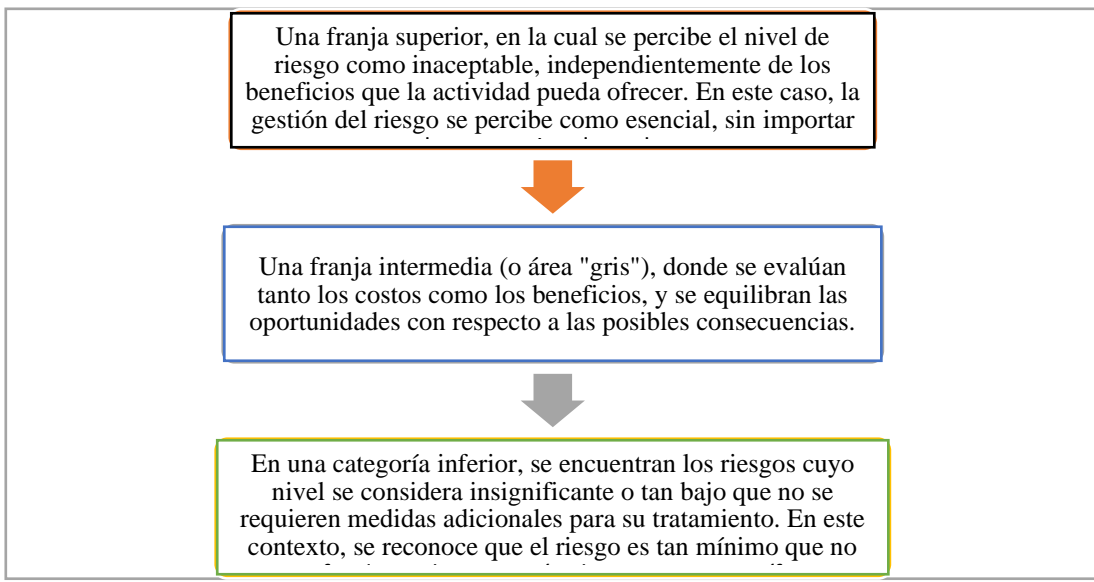 Una franja superior, en la cual se percibe el nivel de
riesgo como inaceptable, independientemente de los
beneficios que la actividad pueda ofrecer. En este caso, la
gestión del riesgo se percibe como esencial, sin importar
Una franja intermedia (o área "gris"), donde se evalúan
tanto los costos como los beneficios, y se equilibran las
oportunidades con respecto a las posibles consecuencias.
En una categoría inferior, se encuentran los riesgos cuyo
nivel se considera insignificante o tan bajo que no se
requieren medidas adicionales para su tratamiento. En este
contexto, se reconoce que el riesgo es tan mínimo que no